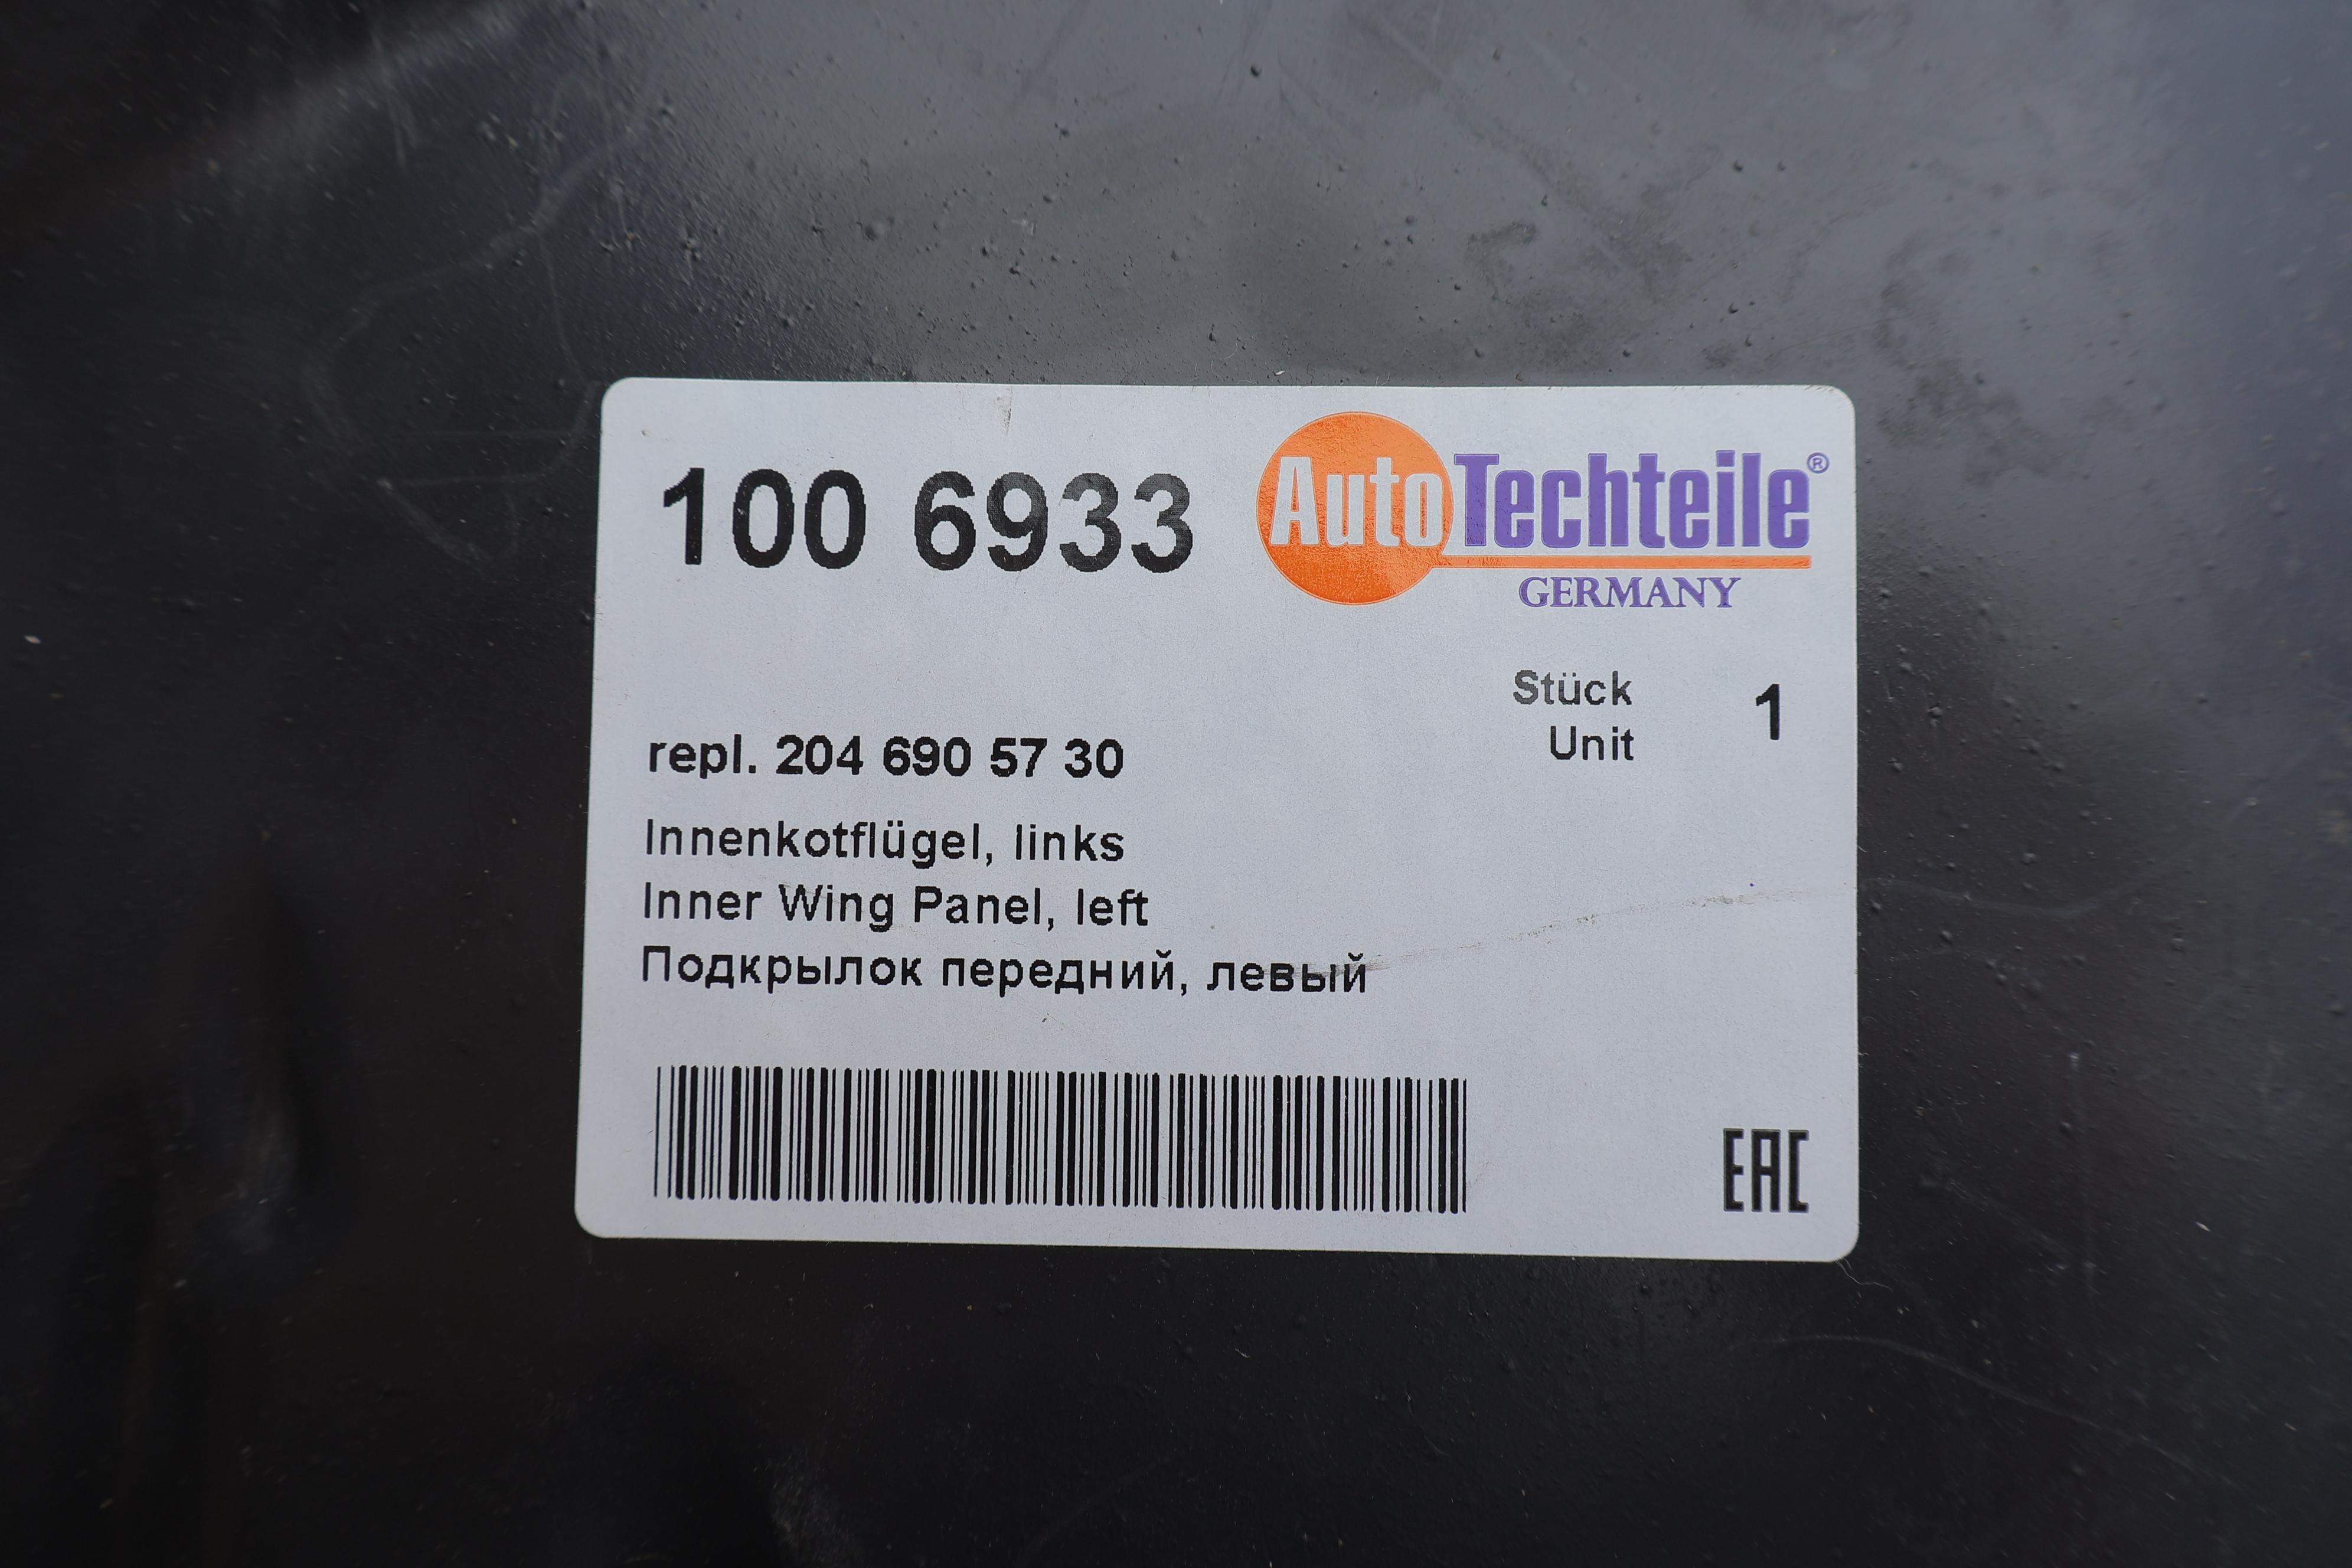 100 6933
AutoTechteile®
GERMANY
Stück 1
Unit
repl. 204 690 57 30
Innenkotflügel, links
Inner Wing Panel, left
Подкрылок передний, левый
EAC